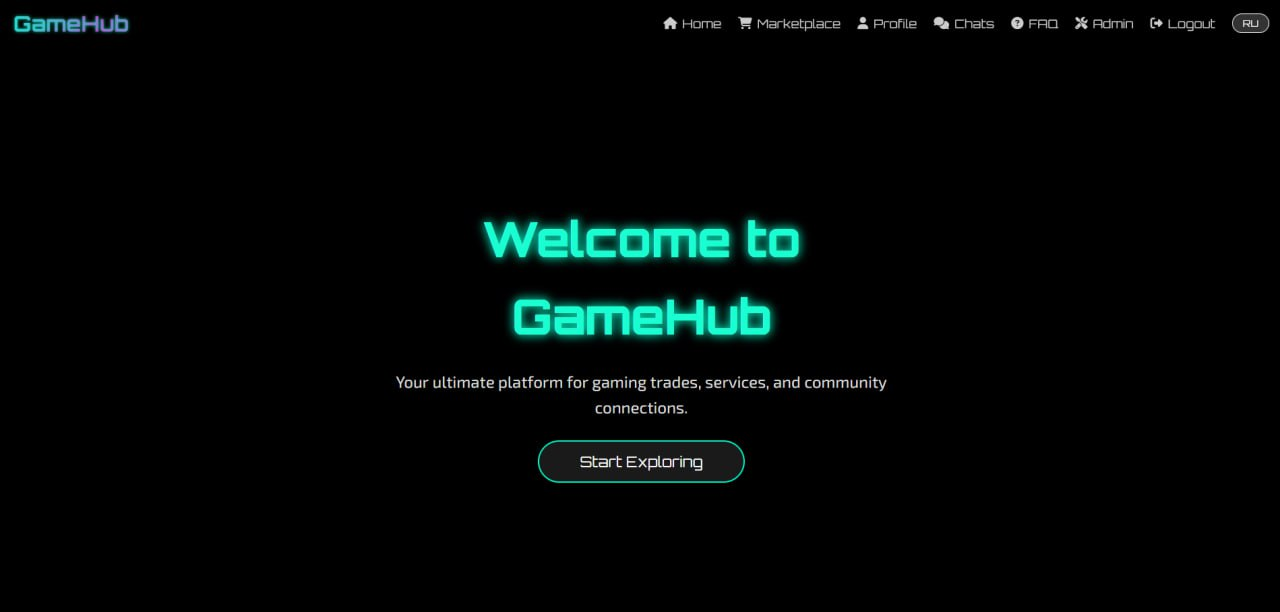 GameHub
Home Marketplace Profile Chats FAQ Admin Logout RU
Welcome to
GameHub
Your ultimate platform for gaming trades, services, and community
connections.
Start Exploring